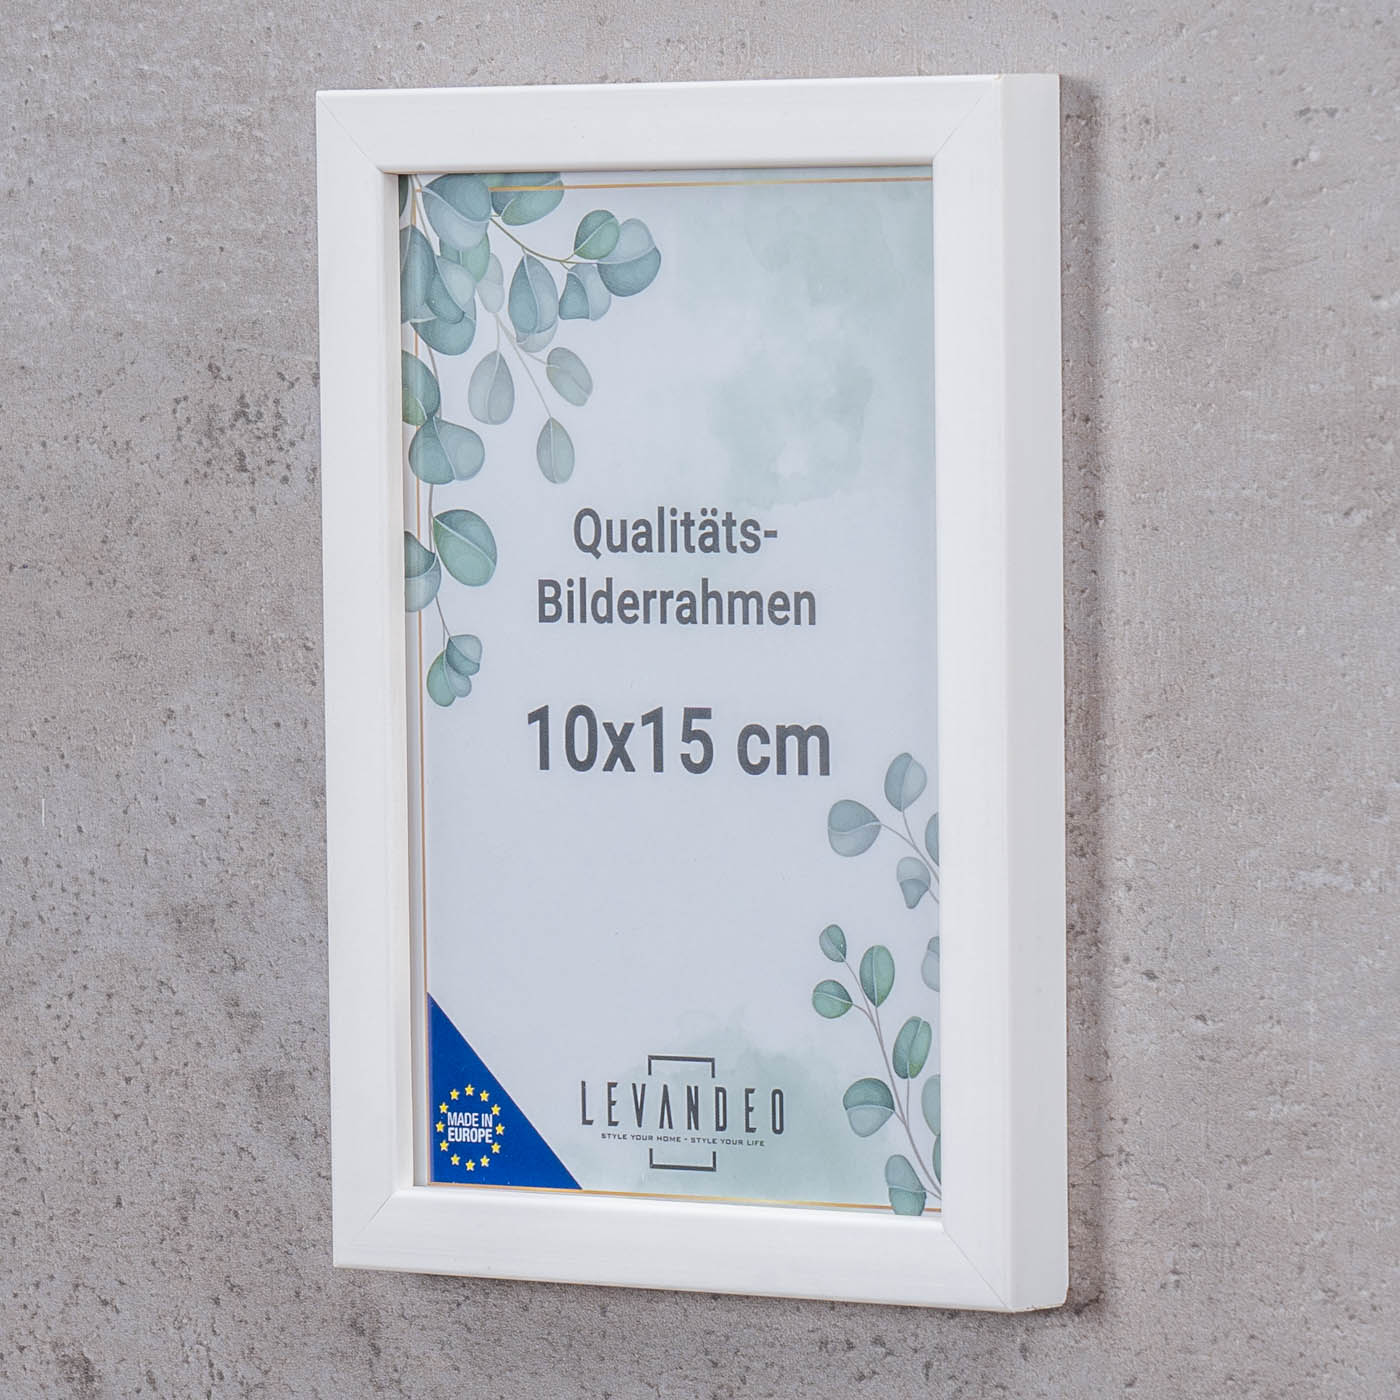 Qualitäts-
Bilderrahmen
10x15 cm
MADE IN
EUROPE
LEVANDEO
STYLE YOUR HOME - STYLE YOUR LIFE